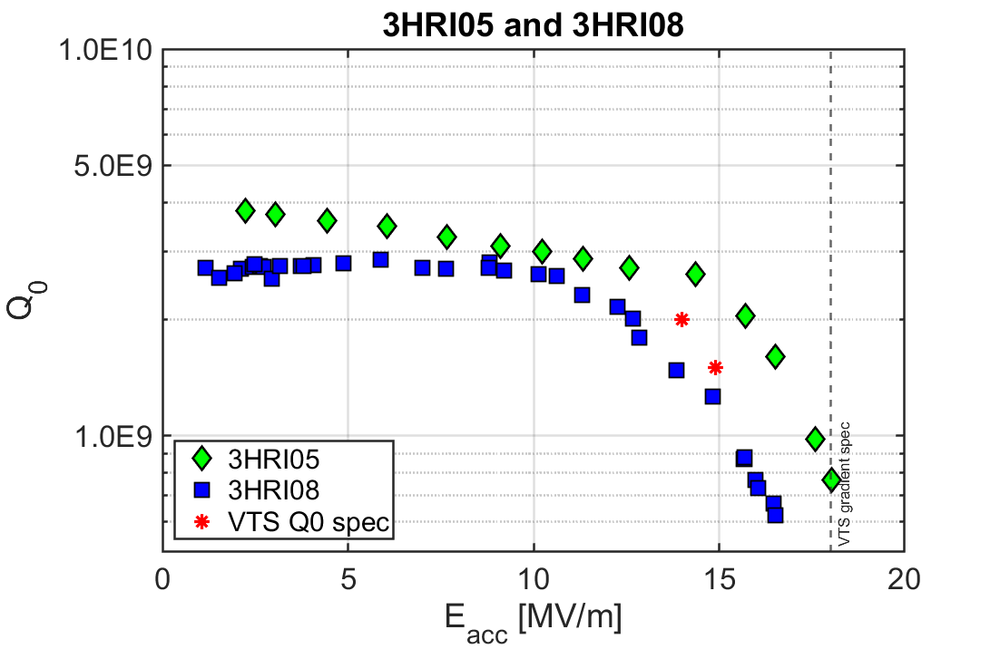 3HRI05 and 3HRI08
1.0E10
5.0E9
1.0E9
Q0
3HRI05
3HRI08
VTS Q0 spec
VTS gradient spec
0 5 10 15 20
Eacc [MV/m]